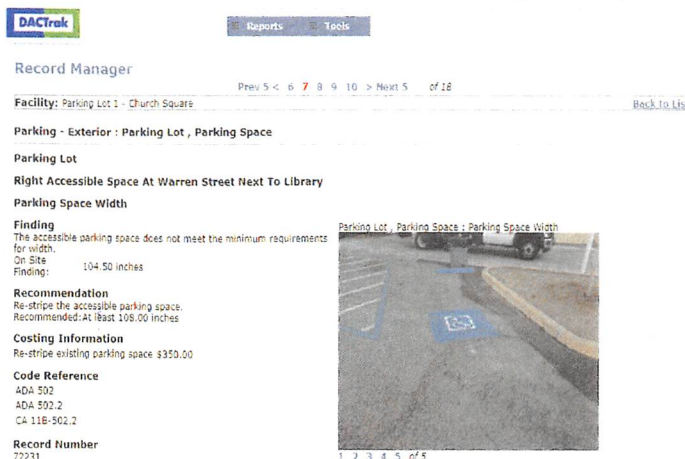 DACTrak
Reports Tools
Record Manager
Prev 5 < 6 7 8 9 10 > Next 5 of 18
Facility: Parking Lot 1 - Church Square Back to Lis
Parking - Exterior : Parking Lot , Parking Space
Parking Lot
Right Accessible Space At Warren Street Next To Library
Parking Space Width
Finding
The accessible parking space does not meet the minimum requirements
for width.
On Site
Finding: 104.50 inches
Recommendation
Re-stripe the accessible parking space.
Recommended: At least 108.00 inches
Costing Information
Re-stripe existing parking space $350.00
Code Reference
ADA 502
ADA 502.2
CA 11B-502.2
Record Number
72231
Parking Lot , Parking Space : Parking Space Width
1 2 3 4 5 of 5